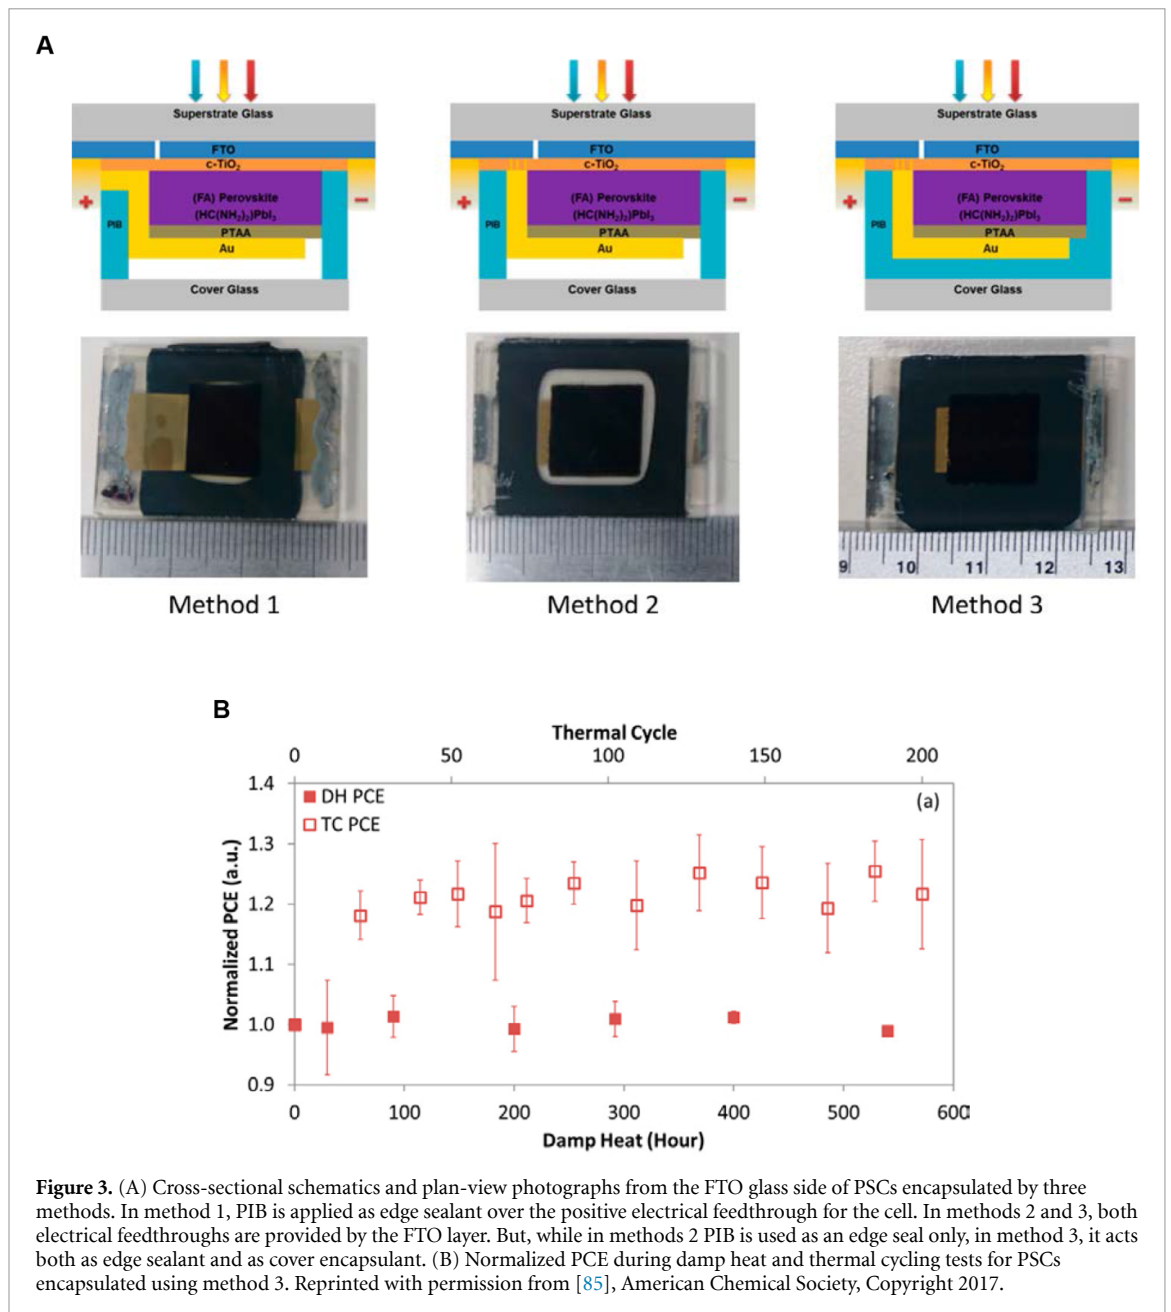 A
Superstrate Glass
FTO
c-TiO₂
+
−
(FA) Perovskite
(HC(NH₂)₂)PbI₃
PIB
PTAA
Au
Cover Glass
Superstrate Glass
FTO
c-TiO₂
+
−
(FA) Perovskite
(HC(NH₂)₂)PbI₃
PIB
PTAA
Au
Cover Glass
Superstrate Glass
FTO
c-TiO₂
+
−
(FA) Perovskite
(HC(NH₂)₂)PbI₃
PIB
PTAA
Au
Cover Glass
9 10 11 12 13
Method 1
Method 2
Method 3
B
Thermal Cycle
0 50 100 150 200
1.4
1.3
1.2
1.1
1.0
0.9
Normalized PCE (a.u.)
DH PCE
TC PCE
(a)
0 100 200 300 400 500 600
Damp Heat (Hour)
Figure 3. (A) Cross-sectional schematics and plan-view photographs from the FTO glass side of PSCs encapsulated by three
methods. In method 1, PIB is applied as edge sealant over the positive electrical feedthrough for the cell. In methods 2 and 3, both
electrical feedthroughs are provided by the FTO layer. But, while in methods 2 PIB is used as an edge seal only, in method 3, it acts
both as edge sealant and as cover encapsulant. (B) Normalized PCE during damp heat and thermal cycling tests for PSCs
encapsulated using method 3. Reprinted with permission from [85], American Chemical Society, Copyright 2017.